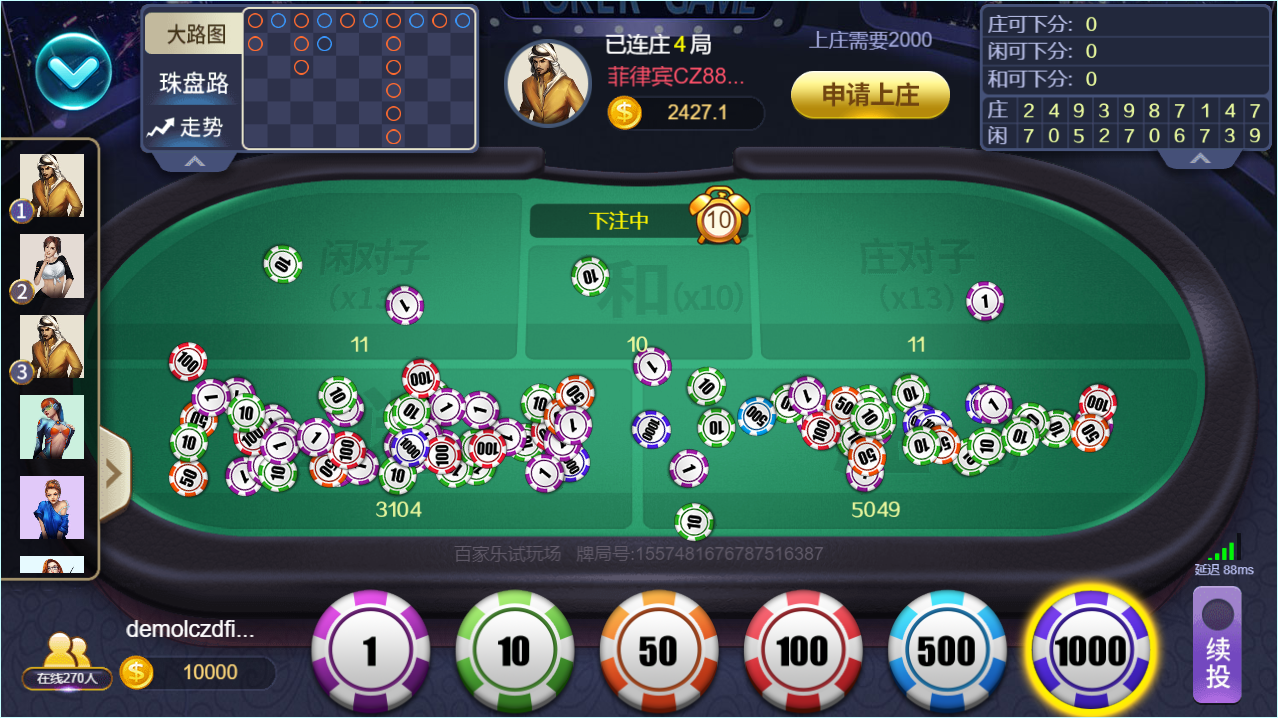 POKER GAME
大路图
珠盘路
走势
已连庄4局
菲律宾CZ88...
2427.1
上庄需要2000
申请上庄
庄可下分: 0
闲可下分: 0
和可下分: 0
庄 2 4 9 3 9 8 7 1 4 7
闲 7 0 5 2 7 0 6 7 3 9
1
2
3
下注中
10
闲对子
(x13)
11
和(x10)
10
庄对子
(x13)
11
3104
5049
百家乐试玩场 牌局号:1557481676787516387
延迟 88ms
在线270人
demolczdfi...
10000
1
10
50
100
500
1000
续投